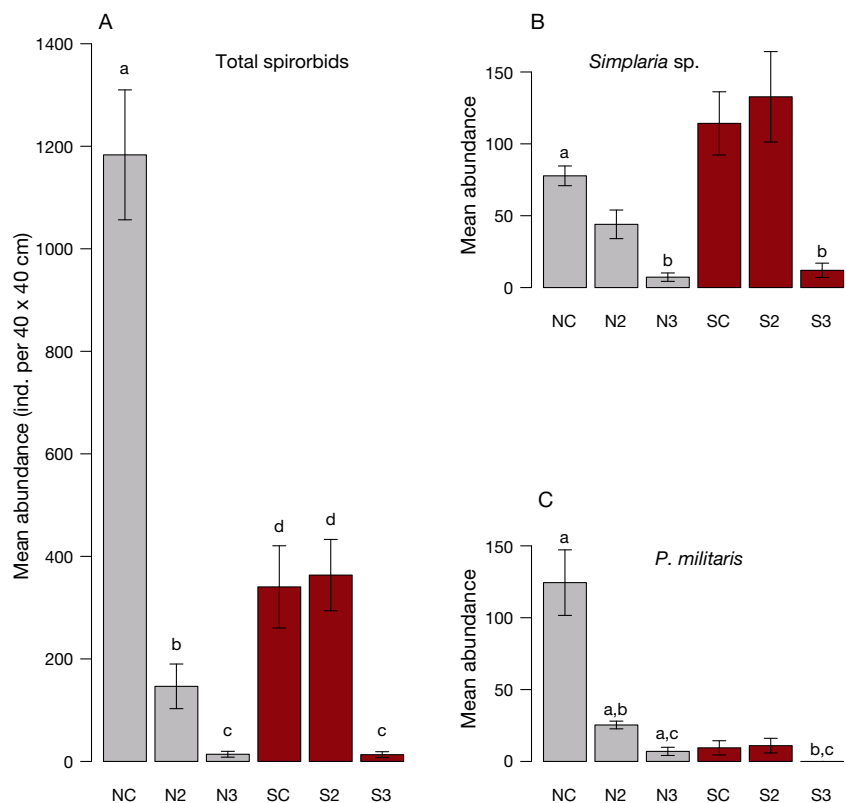 A
Total spirorbids
Mean abundance (ind. per 40 x 40 cm)
1400
1200
1000
800
600
400
200
0
a
b
c
d
d
c
NC N2 N3 SC S2 S3
B
Simplaria sp.
Mean abundance
150
100
50
0
a
b
b
NC N2 N3 SC S2 S3
C
P. militaris
Mean abundance
150
100
50
0
a
a,b
a,c
b,c
NC N2 N3 SC S2 S3